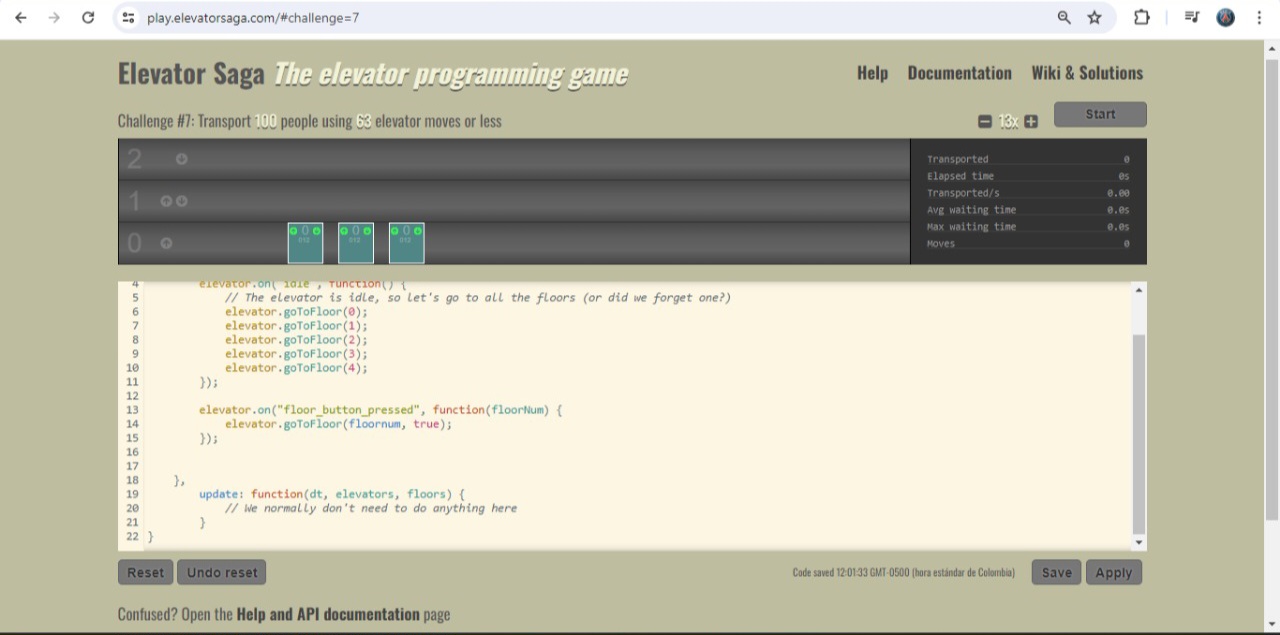 play.elevatorsaga.com/#challenge=7
Elevator Saga The elevator programming game
Help Documentation Wiki & Solutions
Challenge #7: Transport 100 people using 63 elevator moves or less
13x
Start
2
1
0
0 0 0
012 012 012
Transported 0
Elapsed time 0s
Transported/s 0.00
Avg waiting time 0.0s
Max waiting time 0.0s
Moves 0
4 elevator.on("idle", function() {
5 // The elevator is idle, so let's go to all the floors (or did we forget one?)
6 elevator.goToFloor(0);
7 elevator.goToFloor(1);
8 elevator.goToFloor(2);
9 elevator.goToFloor(3);
10 elevator.goToFloor(4);
11 });
12
13 elevator.on("floor_button_pressed", function(floorNum) {
14 elevator.goToFloor(floornum, true);
15 });
16
17
18 },
19 update: function(dt, elevators, floors) {
20 // We normally don't need to do anything here
21 }
22 }
Reset Undo reset
Code saved 12:01:33 GMT-0500 (hora estándar de Colombia)
Save Apply
Confused? Open the Help and API documentation page